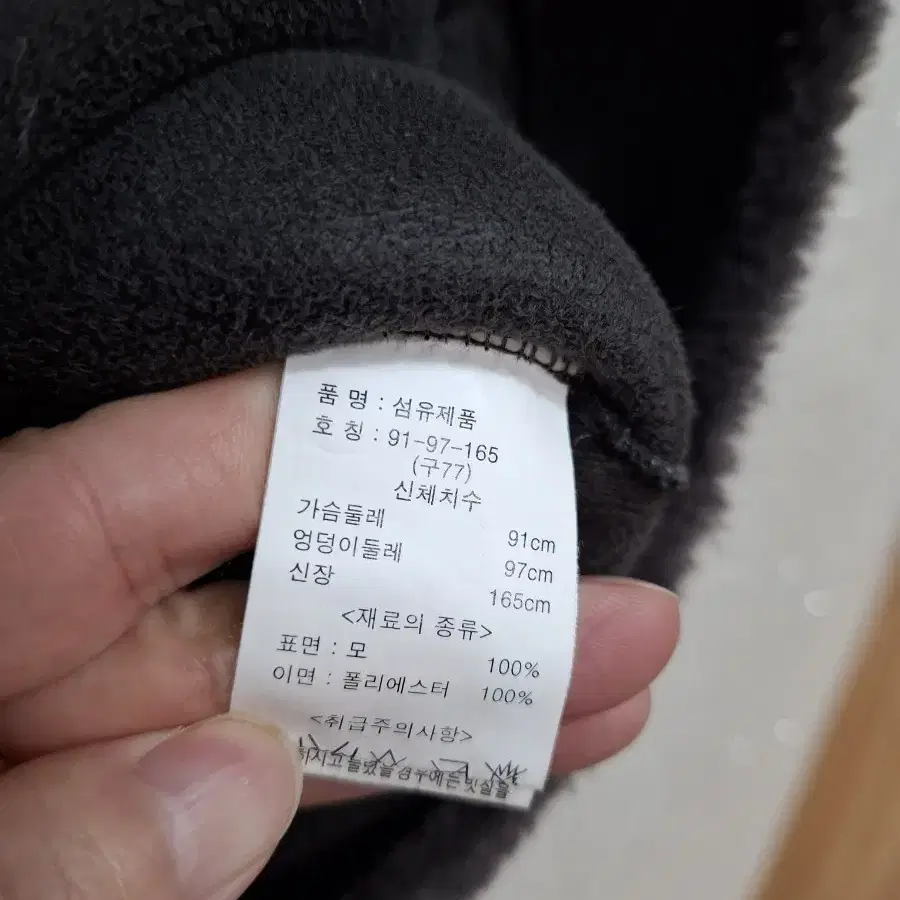 품 명 : 섬유제품
호 칭 : 91-97-165
(구77)
신체치수
가슴둘레 91cm
엉덩이둘레 97cm
신장 165cm
<재료의 종류>
표면 : 모 100%
이면 : 폴리에스터 100%
<취급주의사항>